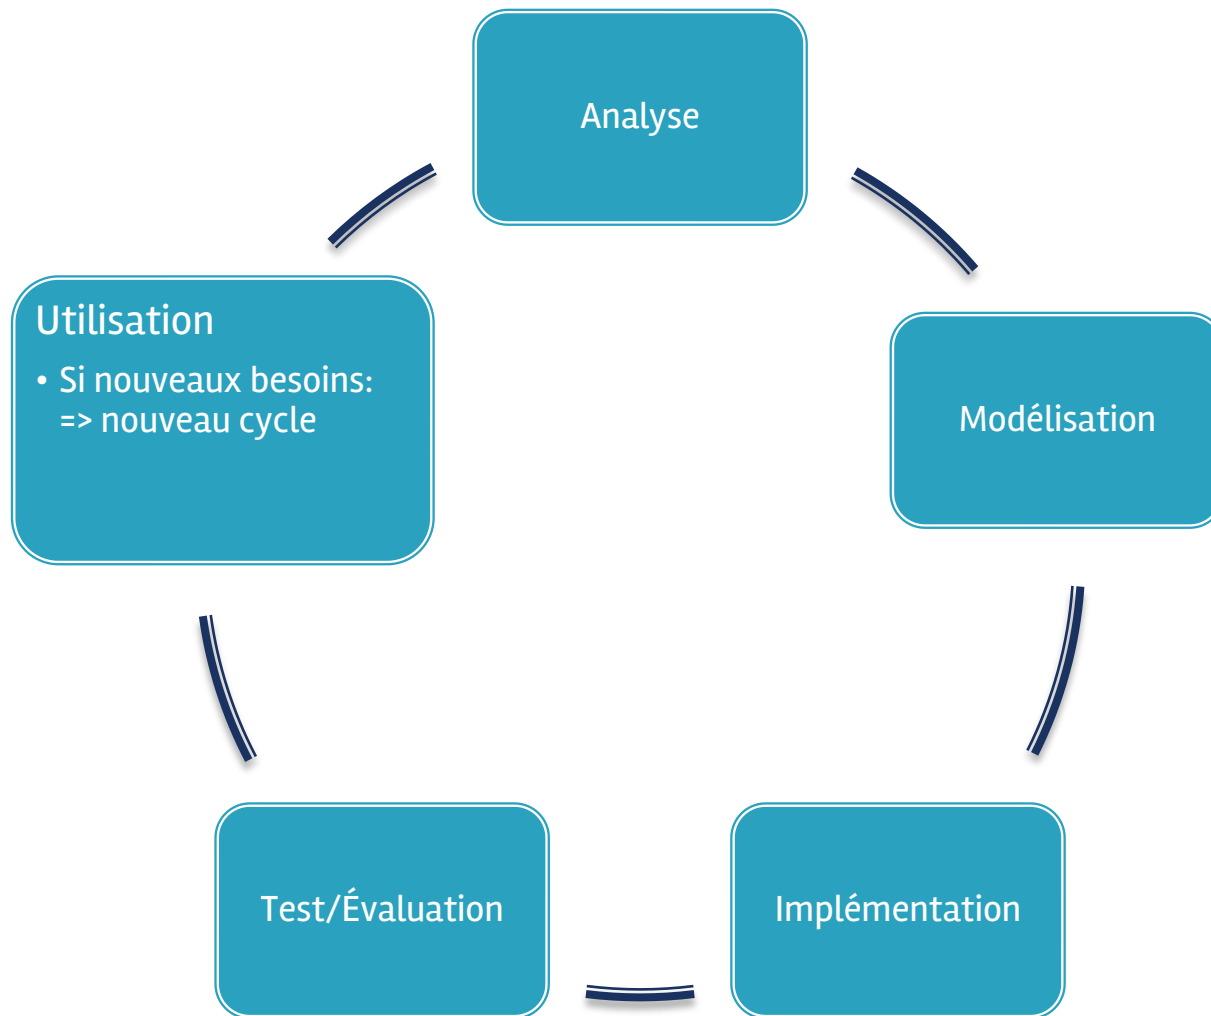 Analyse
Utilisation
• Si nouveaux besoins:
=> nouveau cycle
Modélisation
Test/Évaluation
Implémentation